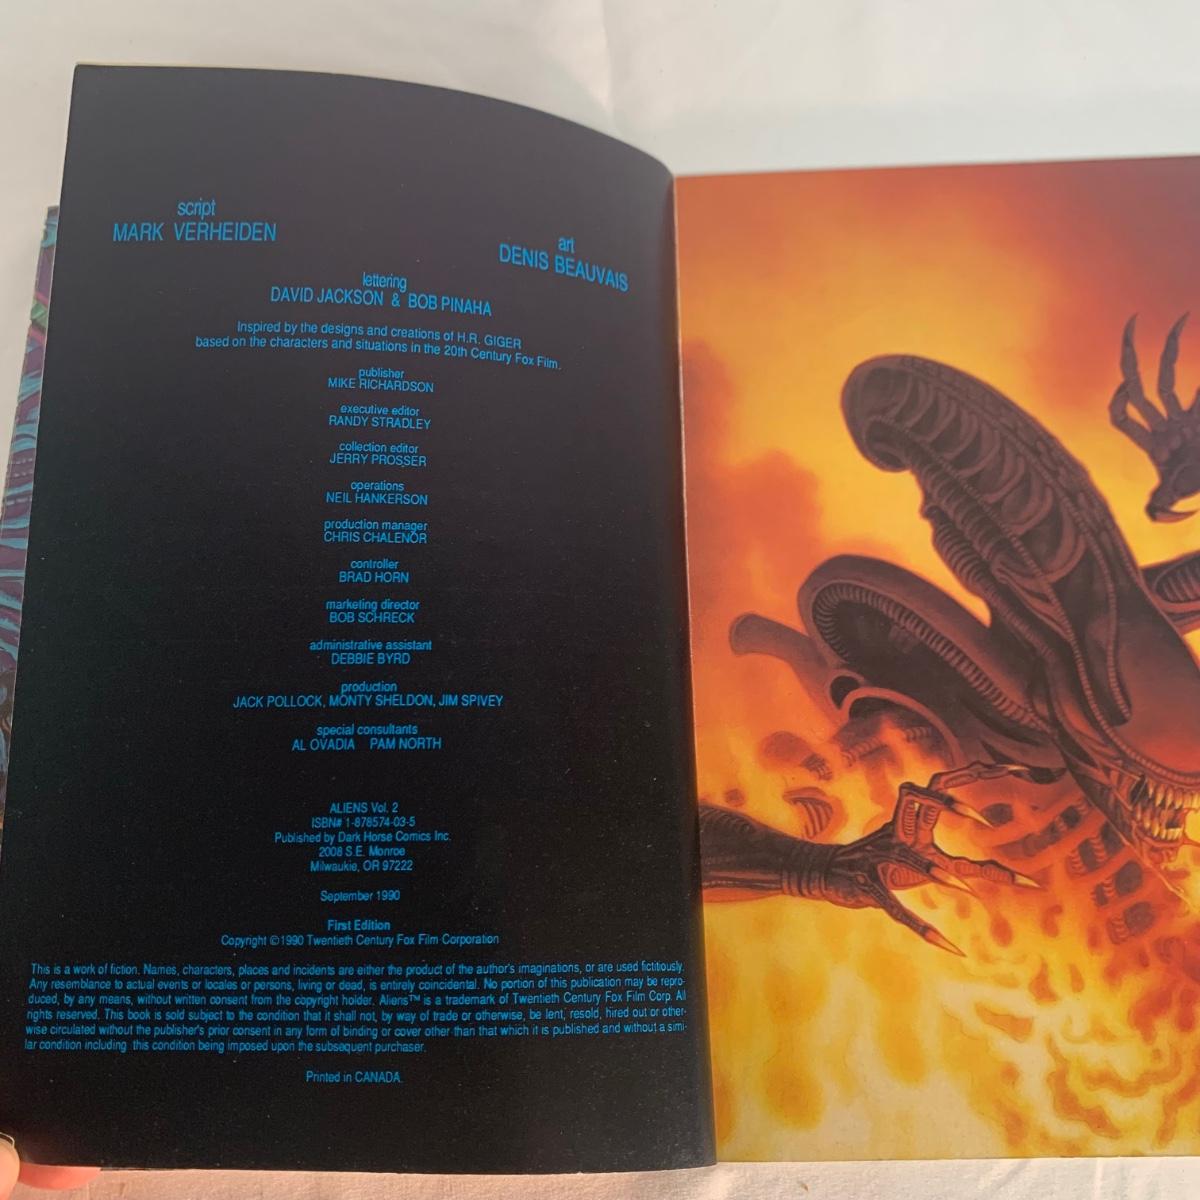 script
MARK VERHEIDEN
art
DENIS BEAUVAIS
lettering
DAVID JACKSON & BOB PINAHA
Inspired by the designs and creations of H.R. GIGER
based on the characters and situations in the 20th Century Fox Film.
publisher
MIKE RICHARDSON
executive editor
RANDY STRADLEY
collection editor
JERRY PROSSER
operations
NEIL HANKERSON
production manager
CHRIS CHALENOR
controller
BRAD HORN
marketing director
BOB SCHRECK
administrative assistant
DEBBIE BYRD
production
JACK POLLOCK, MONTY SHELDON, JIM SPIVEY
special consultants
AL OVADIA PAM NORTH
ALIENS Vol. 2
ISBN# 1-878574-03-5
Published by Dark Horse Comics Inc.
2008 S.E. Monroe
Milwaukie, OR 97222
September 1990
First Edition
Copyright ©1990 Twentieth Century Fox Film Corporation
This is a work of fiction. Names, characters, places and incidents are either the product of the author's imaginations, or are used fictitiously.
Any resemblance to actual events or locales or persons, living or dead, is entirely coincidental. No portion of this publication may be repro-
duced, by any means, without written consent from the copyright holder. Aliens™ is a trademark of Twentieth Century Fox Film Corp. All
rights reserved. This book is sold subject to the condition that it shall not, by way of trade or otherwise, be lent, resold, hired out or other-
wise circulated without the publisher's prior consent in any form of binding or cover other than that which it is published and without a simi-
lar condition including this condition being imposed upon the subsequent purchaser.
Printed in CANADA.